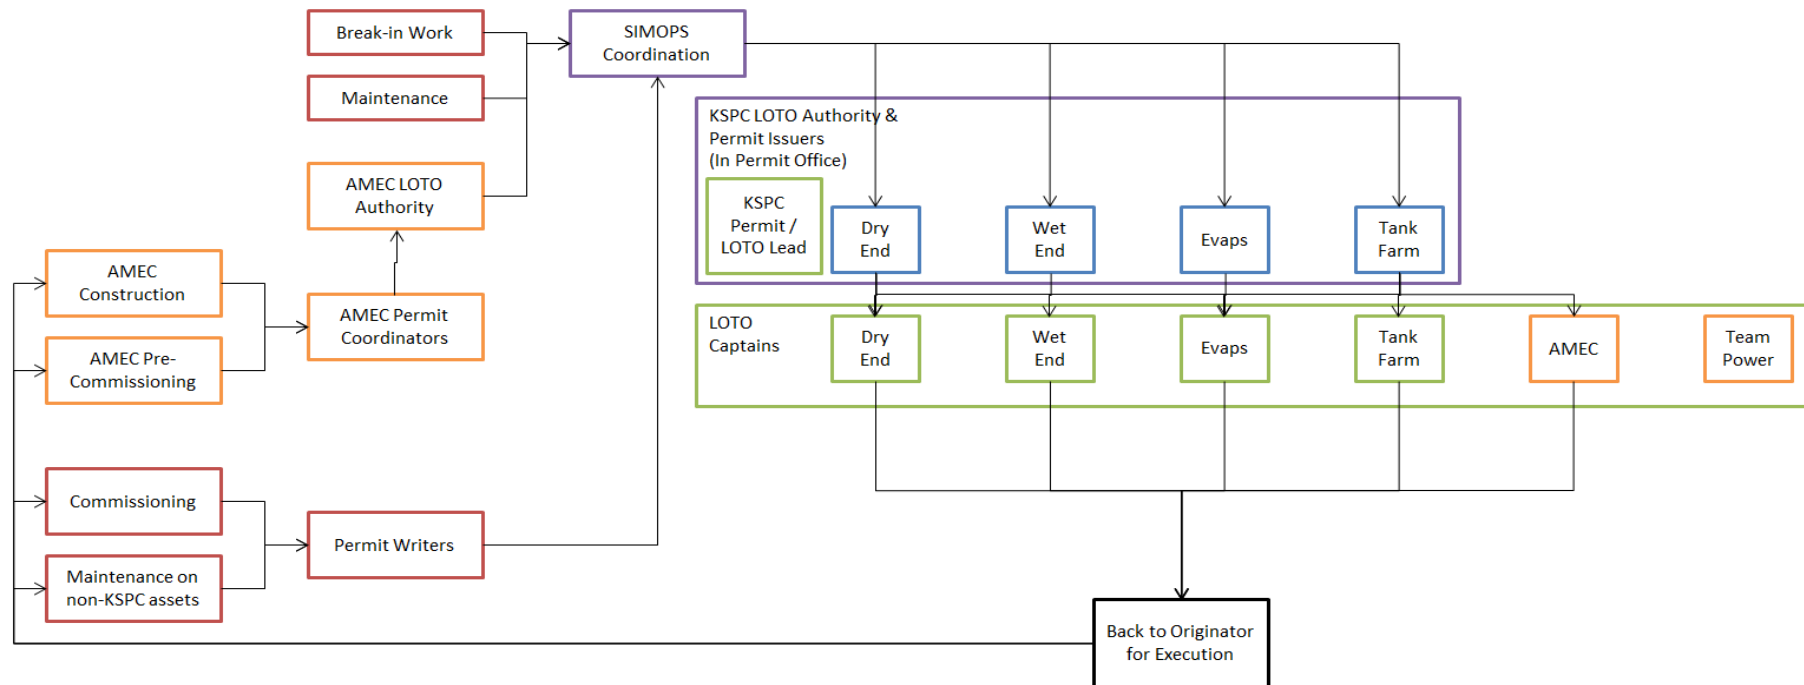 Break-in Work
SIMOPS
Coordination
Maintenance
KSPC LOTO Authority &
Permit Issuers
(In Permit Office)
AMEC LOTO
Authority
KSPC
Permit /
LOTO Lead
Dry
End
Wet
End
Evaps
Tank
Farm
AMEC
Construction
AMEC Permit
Coordinators
AMEC Pre-
Commissioning
LOTO
Captains
Dry
End
Wet
End
Evaps
Tank
Farm
AMEC
Team
Power
Commissioning
Permit Writers
Maintenance on
non-KSPC assets
Back to Originator
for Execution